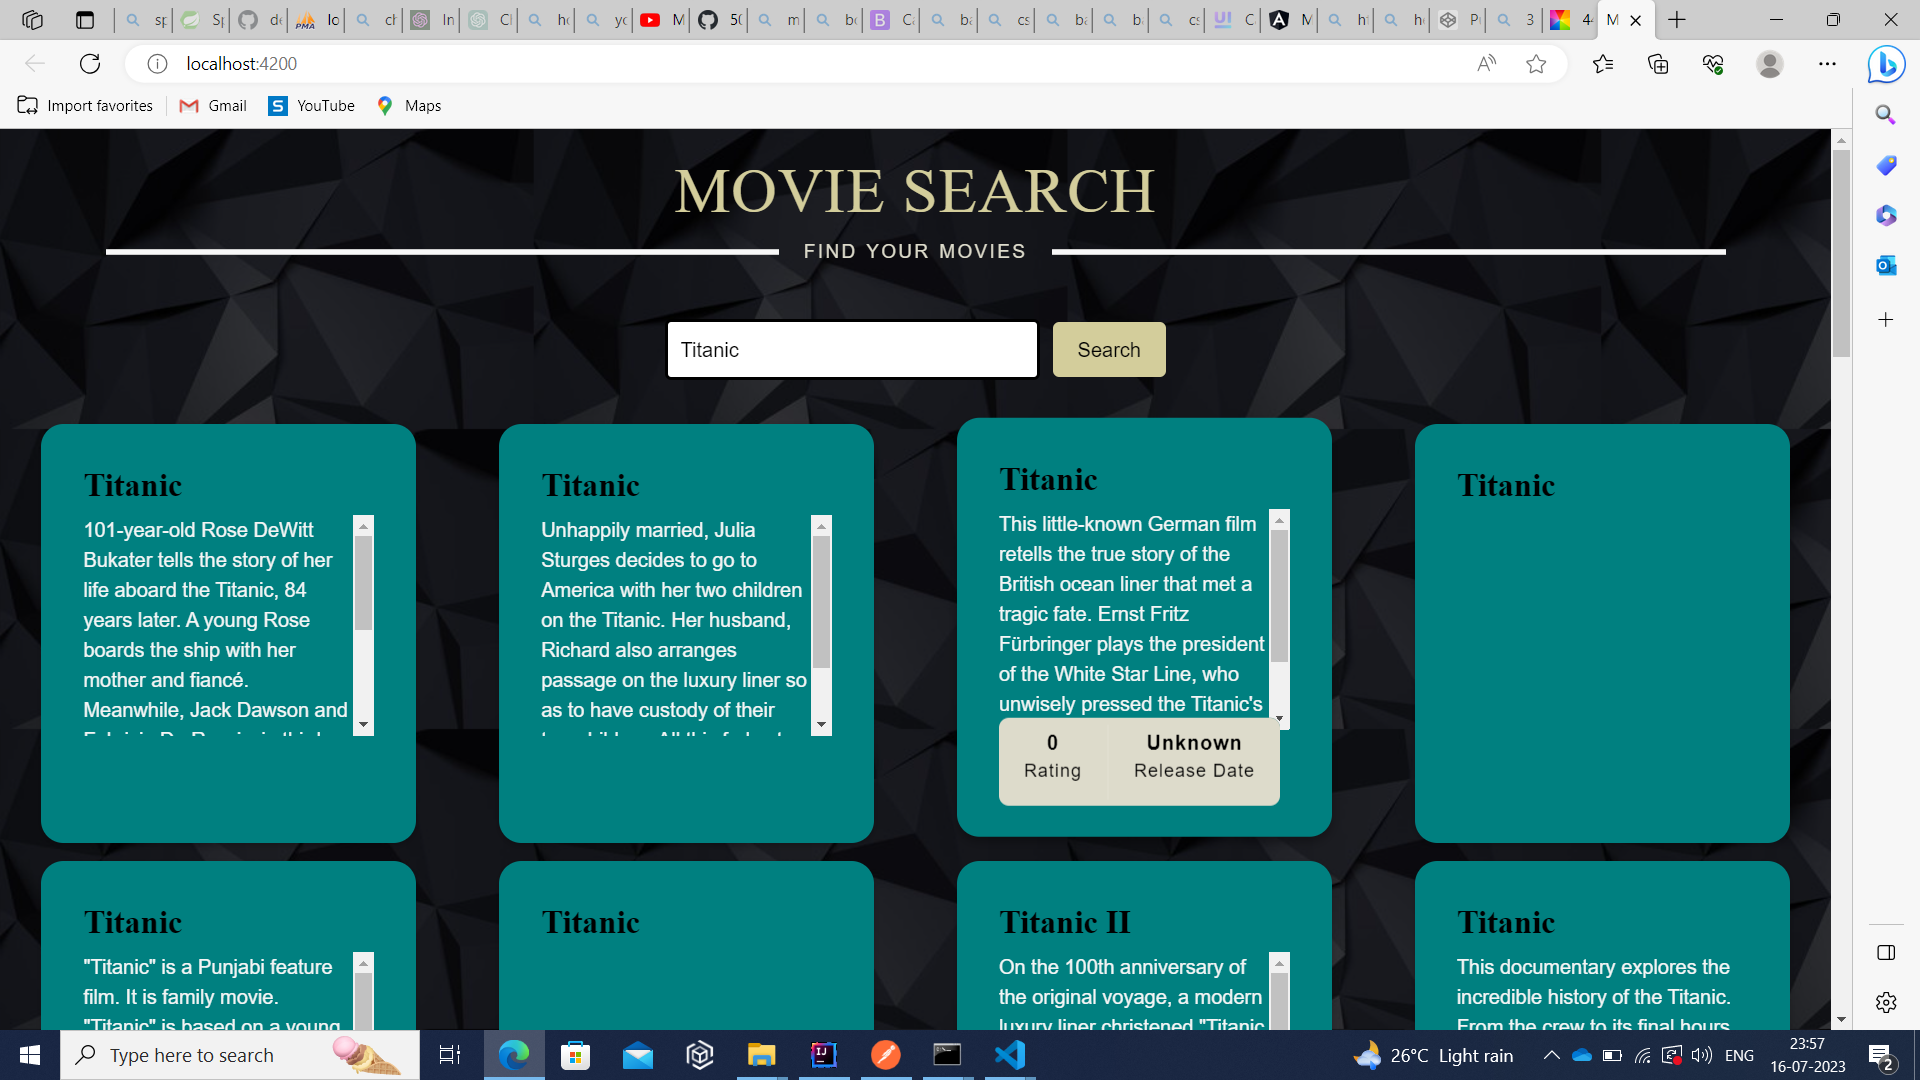 localhost:4200
Import favorites
Gmail
YouTube
Maps
MOVIE SEARCH
FIND YOUR MOVIES
Titanic
Search
Titanic
101-year-old Rose DeWitt
Bukater tells the story of her
life aboard the Titanic, 84
years later. A young Rose
boards the ship with her
mother and fiancé.
Meanwhile, Jack Dawson and
Titanic
Unhappily married, Julia
Sturges decides to go to
America with her two children
on the Titanic. Her husband,
Richard also arranges
passage on the luxury liner so
as to have custody of their
Titanic
This little-known German film
retells the true story of the
British ocean liner that met a
tragic fate. Ernst Fritz
Fürbringer plays the president
of the White Star Line, who
unwisely pressed the Titanic's
0
Rating
Unknown
Release Date
Titanic
Titanic
"Titanic" is a Punjabi feature
film. It is family movie.
"Titanic" is based on a young
Titanic
Titanic II
On the 100th anniversary of
the original voyage, a modern
luxury liner christened "Titanic
Titanic
This documentary explores the
incredible history of the Titanic.
From the crew to its final hours
Type here to search
26°C Light rain
ENG
23:57
16-07-2023
2